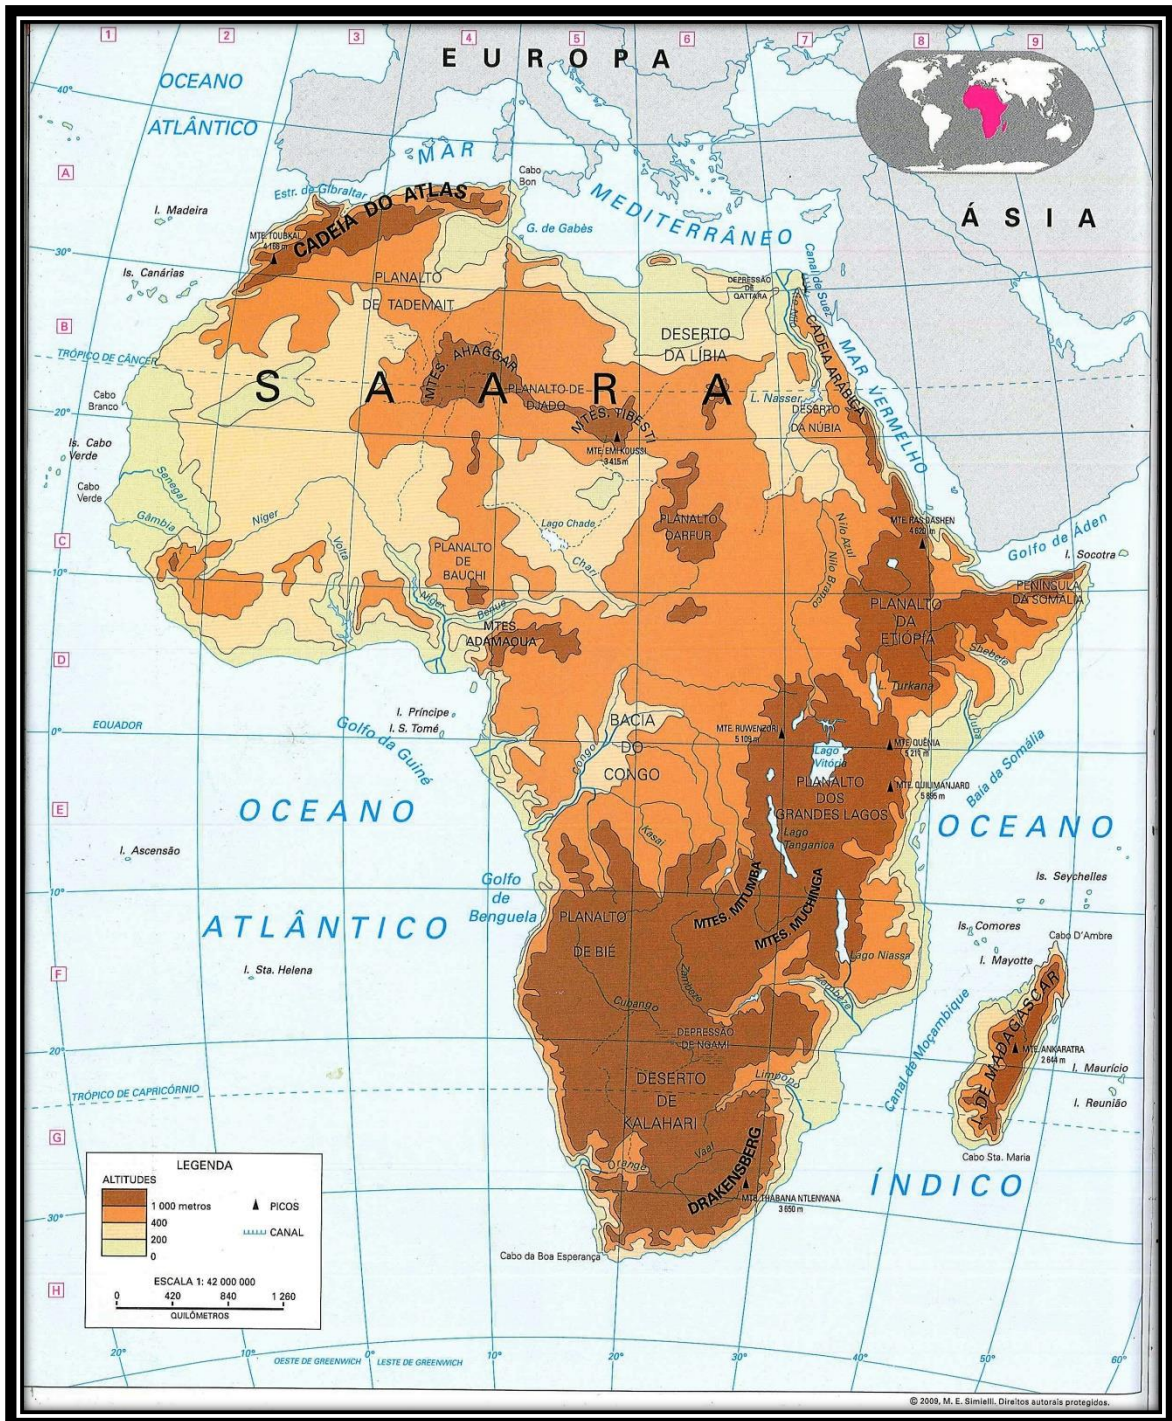 1
2
3
4
5
6
7
8
9
EUROPA
OCEANO
ATLÂNTICO
40°
A
MAR
MEDITERRÂNEO
Cabo
Bon
ÁSIA
Estr. de Gibraltar
CADEIA DO ATLAS
I. Madeira
MTE. TOUBKAL
G. de Gabès
30°
Is. Canárias
PLANALTO
DE TADEMAIT
DEPRESSÃO
DE
QATTARA
Canal de Suez
B
DESERTO
DA LÍBIA
CADEIA ARÁBICA
MAR VERMELHO
TRÓPICO DE CÂNCER
MTES. AHAGGAR
SAARA
PLANALTO DE
DJADO
L. Nasser
Cabo
Branco
20°
MTES. TIBESTI
DESERTO
DA NÚBIA
MTE. EMI KOUSSI
3 415 m
Is. Cabo
Verde
Cabo
Verde
Senegal
Gâmbia
Níger
Volta
Lago Chade
PLANALTO
DARFUR
Nilo Azul
Nilo Branco
MTE. RAS DASHEN
4 620 m
C
Golfo de Áden
I. Socotra
PLANALTO
DE
BAUCHI
Chari
10°
PENÍNSULA
DA SOMÁLIA
Níger
Benue
PLANALTO
DA
ETIÓPIA
MTES.
ADAMAOUA
D
Shebele
L. Turkana
I. Príncipe
I. S. Tomé
BACIA
DO
CONGO
Congo
MTE. RUWENZORI
5 109 m
EQUADOR
0°
Golfo da Guiné
Juba
MTE. QUÊNIA
Lago
Vitória
Baía da Somália
PLANALTO
DOS
GRANDES LAGOS
MTE. QUILIMANJARO
5 895 m
E
OCEANO
OCEANO
Kasai
Lago
Tanganica
I. Ascensão
Is. Seychelles
10°
Golfo
de
Benguela
MTES. MITUMBA
MTES. MUCHINGA
ATLÂNTICO
PLANALTO
DE BIÉ
Is. Comores
Cabo D'Ambre
I. Mayotte
Lago Niassa
F
I. Sta. Helena
Zambeze
Zambeze
Cubango
Canal de Moçambique
I. DE MADAGASCAR
DEPRESSÃO
DE NGAMI
MTE. ANKARATRA
2 644 m
20°
I. Maurício
Limpopo
DESERTO
DE
KALAHARI
TRÓPICO DE CAPRICÓRNIO
I. Reunião
G
Vaal
Orange
DRAKENSBERG
Cabo Sta. Maria
ÍNDICO
MTE. THABANA NTLENYANA
3 650 m
30°
Cabo da Boa Esperança
H
LEGENDA
ALTITUDES
1 000 metros
400
200
0
PICOS
CANAL
ESCALA 1: 42 000 000
0 420 840 1 260
QUILÔMETROS
20°
OESTE DE GREENWICH
0°
LESTE DE GREENWICH
10°
20°
30°
40°
50°
60°
© 2009, M. E. Simielli. Direitos autorais protegidos.